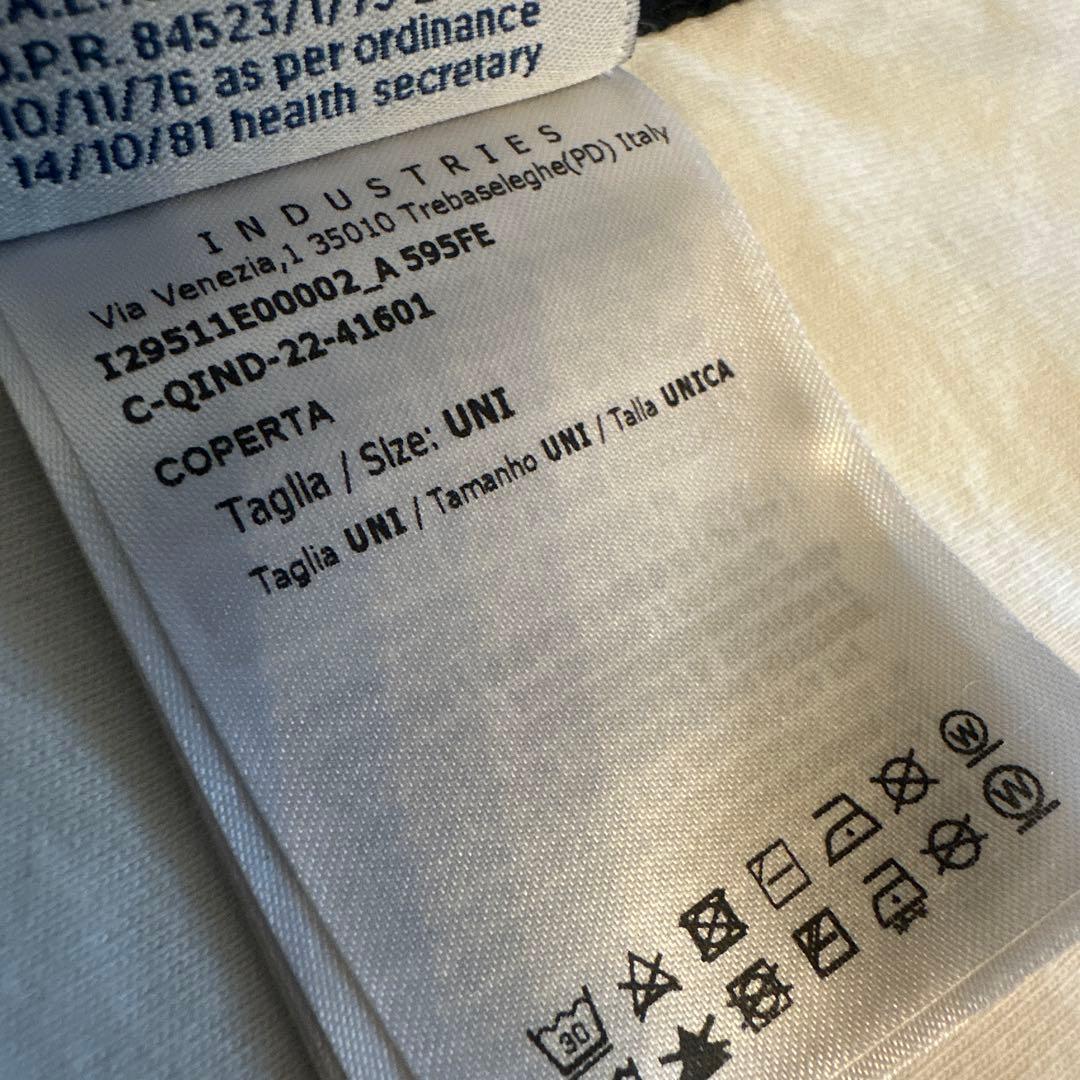 D.P.R. 84523/1/75
10/11/76 as per ordinance
14/10/81 health secretary
INDUSTRIES
Via Venezia,1 35010 Trebaseleghe(PD) Italy
I29511E00002_A 595FE
C-QIND-22-41601
COPERTA
Taglia / Size: UNI
Taglia UNI / Tamanho UNI / Talla UNICA
W
W
30